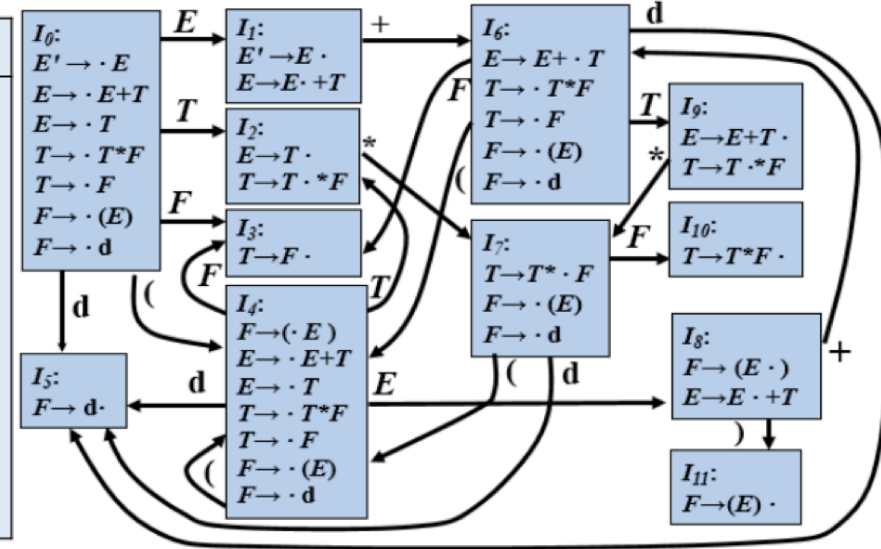 I0:
E' → · E
E → · E+T
E → · T
T → · T*F
T → · F
F → · (E)
F → · d
E
T
F
d
(
I1:
E' → E ·
E → E · +T
+
I2:
E → T ·
T → T · *F
*
I3:
T → F ·
F
T
I4:
F → (· E )
E → · E+T
E → · T
T → · T*F
T → · F
F → · (E)
F → · d
d
E
(
I5:
F → d ·
I6:
E → E+ · T
T → · T*F
T → · F
F → · (E)
F → · d
d
F
(
T
I7:
T → T* · F
F → · (E)
F → · d
F
(
d
I9:
E → E+T ·
T → T · *F
*
I10:
T → T*F ·
I8:
F → (E · )
E → E · +T
+
)
I11:
F → (E) ·